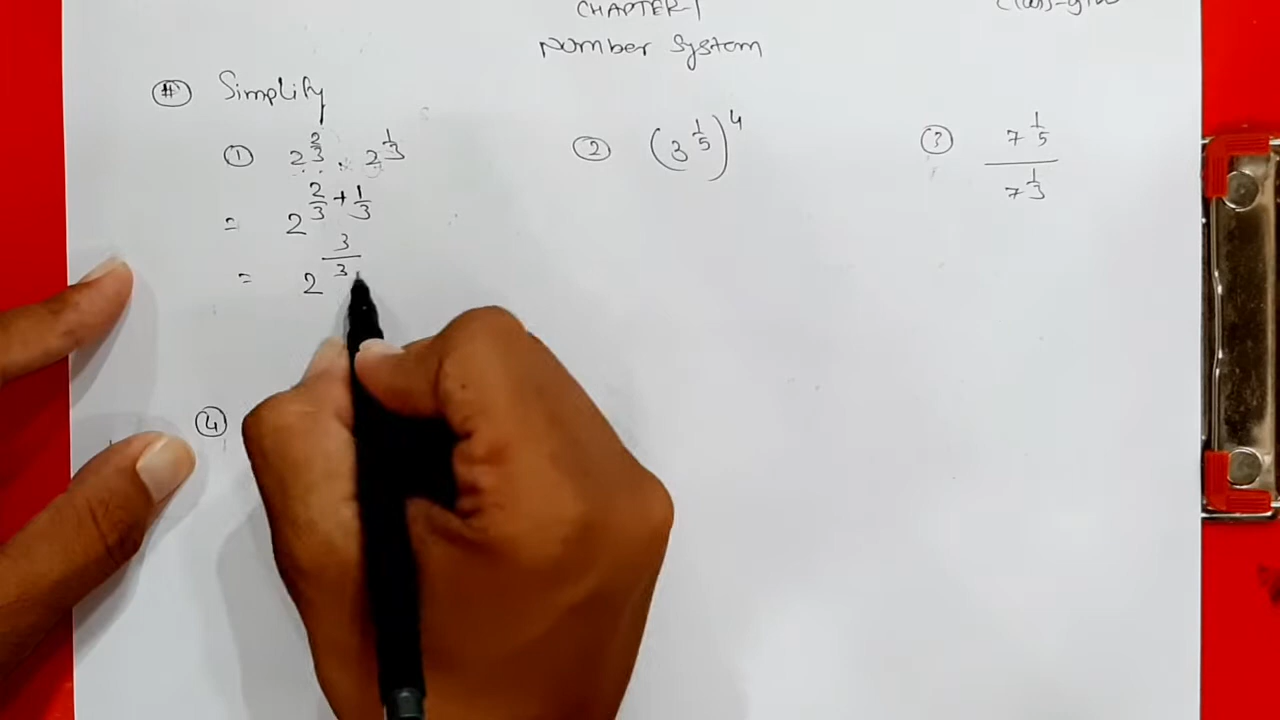 CHAPTER-1
Number System
# Simplify
① 2^(2/3) . 2^(1/3)
= 2^(2/3 + 1/3)
= 2^(3/3)
② (3^(1/5))^4
③ 7^(1/5) / 7^(1/3)
④